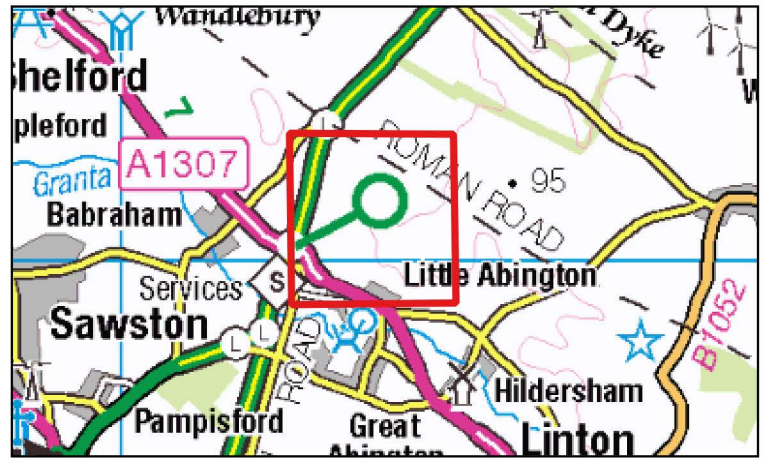 Wandlebury
Dyke
Shelford
pleford
7
L
A1307
ROMAN ROAD
95
Granta
Babraham
Services
S
Little Abington
Sawston
L
L
ROAD
B1052
Hildersham
Pampisford
Great
Abington
Linton